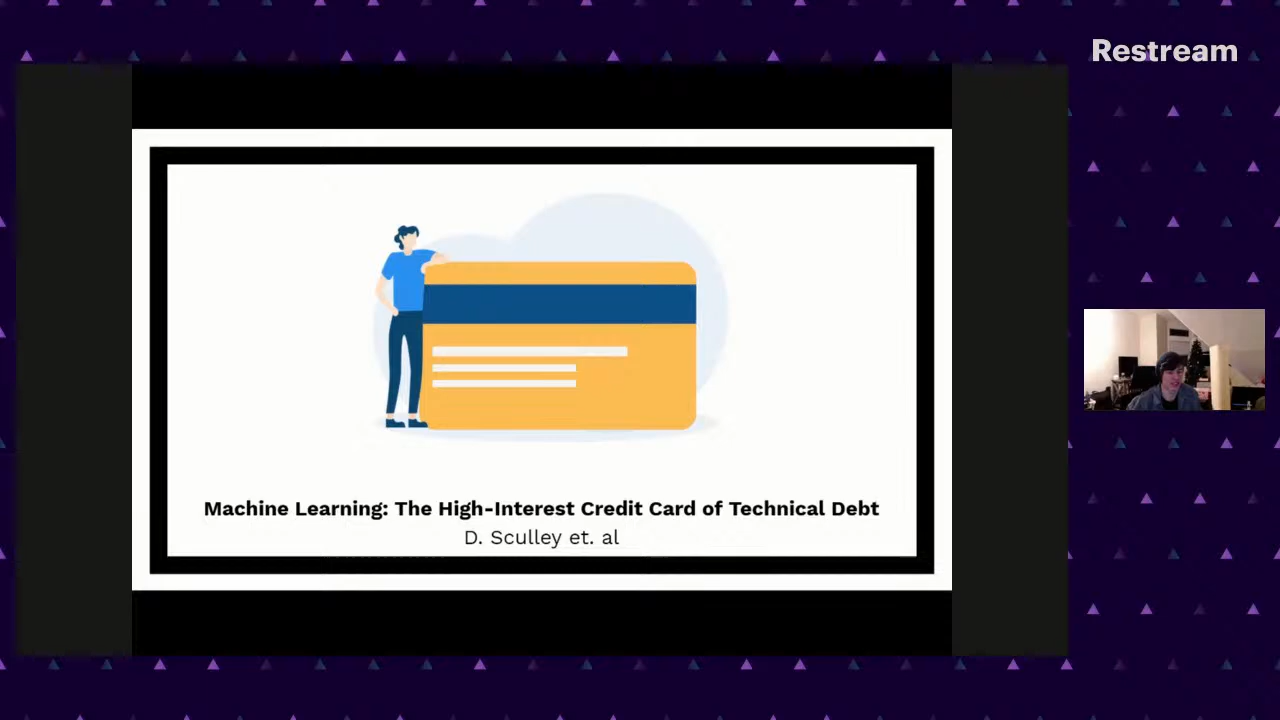 Restream
Machine Learning: The High-Interest Credit Card of Technical Debt
D. Sculley et. al